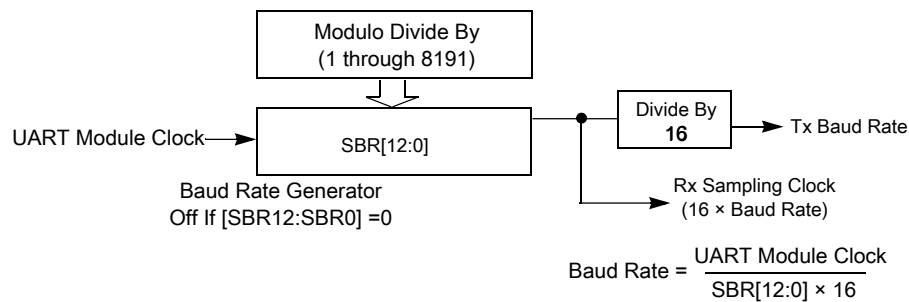 Modulo Divide By
(1 through 8191)
UART Module Clock
SBR[12:0]
Divide By
16
Tx Baud Rate
Baud Rate Generator
Off If [SBR12:SBR0] =0
Rx Sampling Clock
(16 × Baud Rate)
Baud Rate = UART Module Clock
SBR[12:0] × 16